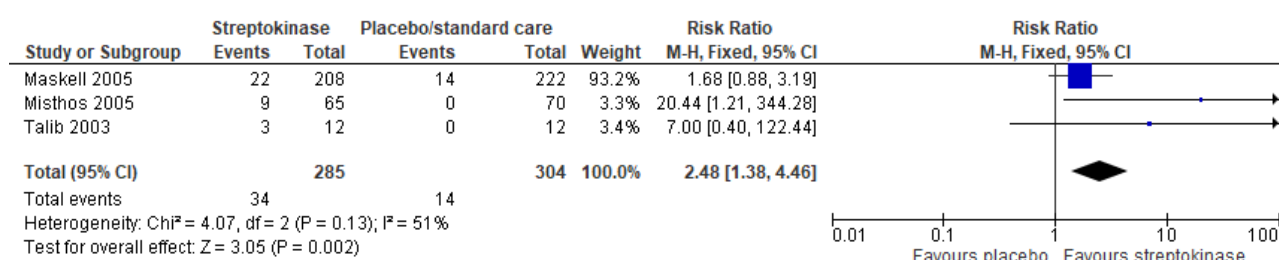 Streptokinase Placebo/standard care Risk Ratio Risk Ratio
Study or Subgroup Events Total Events Total Weight M-H, Fixed, 95% CI M-H, Fixed, 95% CI
Maskell 2005 22 208 14 222 93.2% 1.68 [0.88, 3.19]
Misthos 2005 9 65 0 70 3.3% 20.44 [1.21, 344.28]
Talib 2003 3 12 0 12 3.4% 7.00 [0.40, 122.44]
Total (95% CI) 285 304 100.0% 2.48 [1.38, 4.46]
Total events 34 14
Heterogeneity: Chi² = 4.07, df = 2 (P = 0.13); I² = 51%
Test for overall effect: Z = 3.05 (P = 0.002)
0.01 0.1 1 10 100
Favours placebo Favours streptokinase